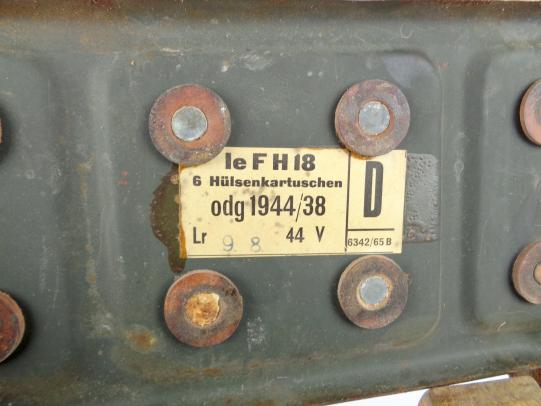 le F H 18
6 Hülsenkartuschen
odg 1944/38
Lr 9 8 44 V
D
6342/65 B